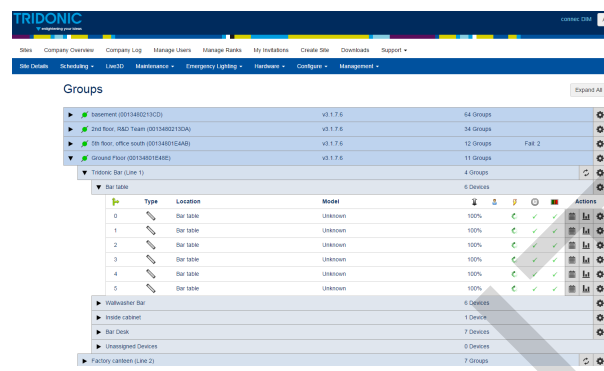 TRIDONIC
enlightening your ideas
connec DIM
Sites Company Overview Company Log Manage Users Manage Ranks My Invitations Create Site Downloads Support
Site Details Scheduling Live3D Maintenance Emergency Lighting Hardware Configure Management
Groups
Expand All
basement (0013480213CD) v3.1.7.6 64 Groups
2nd floor, R&D Team (0013480213DA) v3.1.7.6 34 Groups
5th floor, office south (00134801E4AB) v3.1.7.6 12 Groups Fail: 2
Ground Floor (00134801E46E) v3.1.7.6 11 Groups
Tridonic Bar (Line 1) 4 Groups
Bar table 6 Devices
Type Location Model Actions
0 Bar table Unknown 100%
1 Bar table Unknown 100%
2 Bar table Unknown 100%
3 Bar table Unknown 100%
4 Bar table Unknown 100%
5 Bar table Unknown 100%
Wallwasher Bar 6 Devices
Inside cabinet 1 Device
Bar Desk 7 Devices
Unassigned Devices 0 Devices
Factory canteen (Line 2) 7 Groups